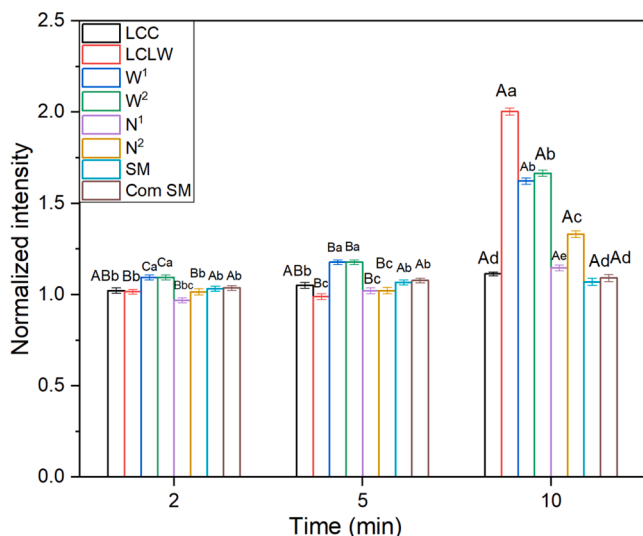 2.5
2.0
1.5
1.0
0.5
0.0
Normalized intensity
LCC
LCLW
W¹
W²
N¹
N²
SM
Com SM
ABb Bb Ca Ca Bbc Bb Ab Ab
ABb Bc Ba Ba Bc Bc Ab Ab
Ad Aa Ab Ab Ae Ac Ad Ad
2 5 10
Time (min)